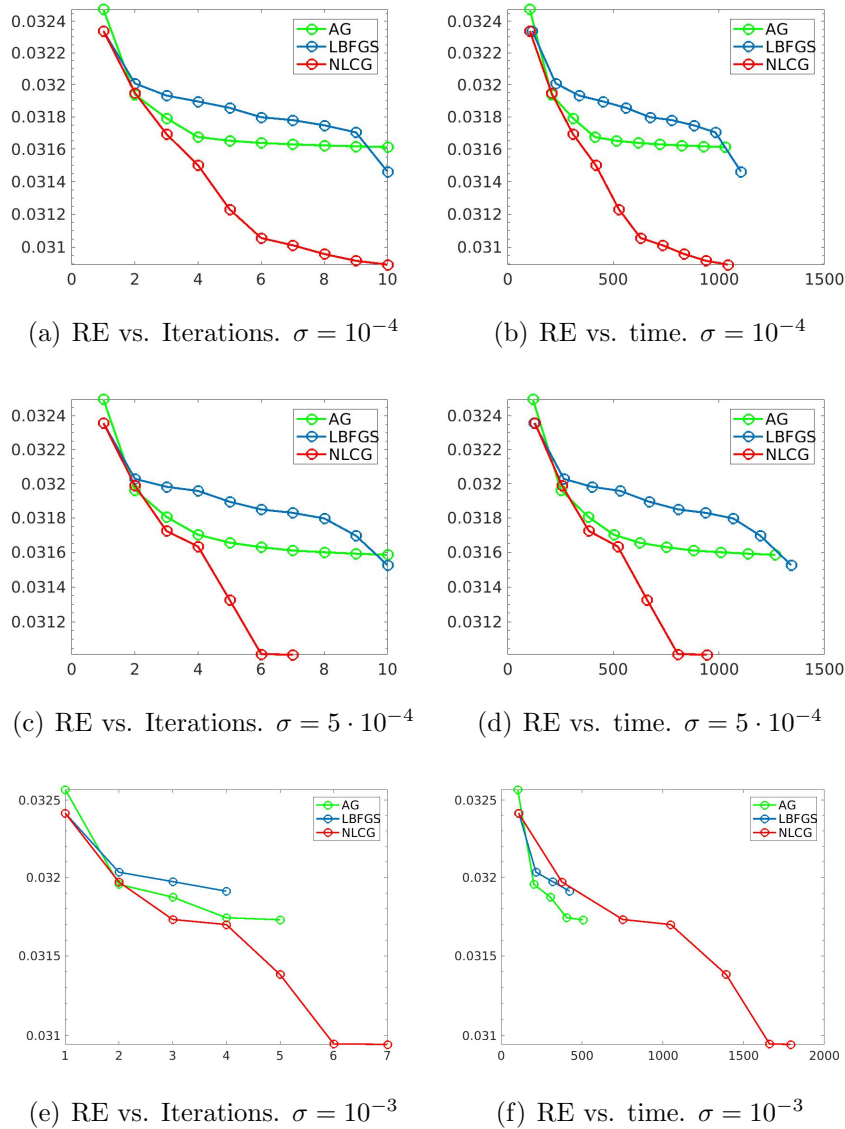 0.0324
0.0322
0.032
0.0318
0.0316
0.0314
0.0312
0.031
0 2 4 6 8 10
AG
LBFGS
NLCG
(a) RE vs. Iterations. σ = 10⁻⁴
0.0324
0.0322
0.032
0.0318
0.0316
0.0314
0.0312
0.031
0 500 1000 1500
AG
LBFGS
NLCG
(b) RE vs. time. σ = 10⁻⁴
0.0324
0.0322
0.032
0.0318
0.0316
0.0314
0.0312
0 2 4 6 8 10
AG
LBFGS
NLCG
(c) RE vs. Iterations. σ = 5 · 10⁻⁴
0.0324
0.0322
0.032
0.0318
0.0316
0.0314
0.0312
0 500 1000 1500
AG
LBFGS
NLCG
(d) RE vs. time. σ = 5 · 10⁻⁴
0.0325
0.032
0.0315
0.031
1 2 3 4 5 6 7
AG
LBFGS
NLCG
(e) RE vs. Iterations. σ = 10⁻³
0.0325
0.032
0.0315
0.031
0 500 1000 1500 2000
AG
LBFGS
NLCG
(f) RE vs. time. σ = 10⁻³